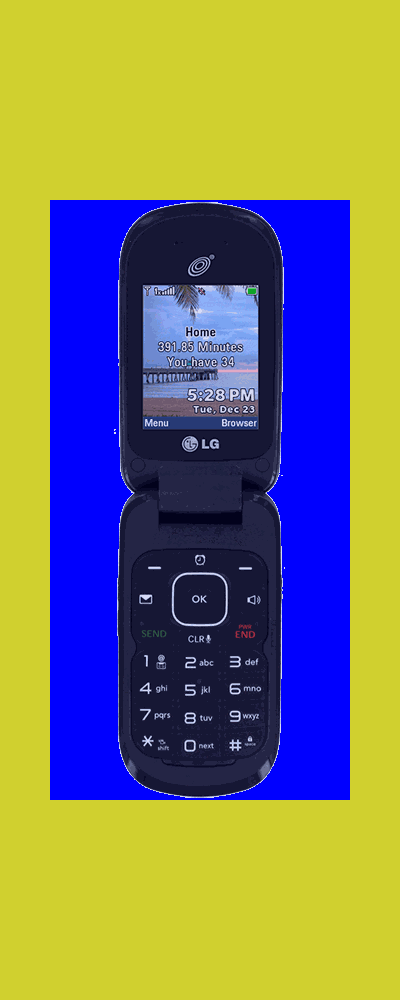 Home
391.85 Minutes
You have 34
5:28 PM
Tue, Dec 23
Menu Browser
LG
OK
SEND CLR PWR END
1 @ 2 abc 3 def
4 ghi 5 jkl 6 mno
7 pqrs 8 tuv 9 wxyz
* shift 0 next # space